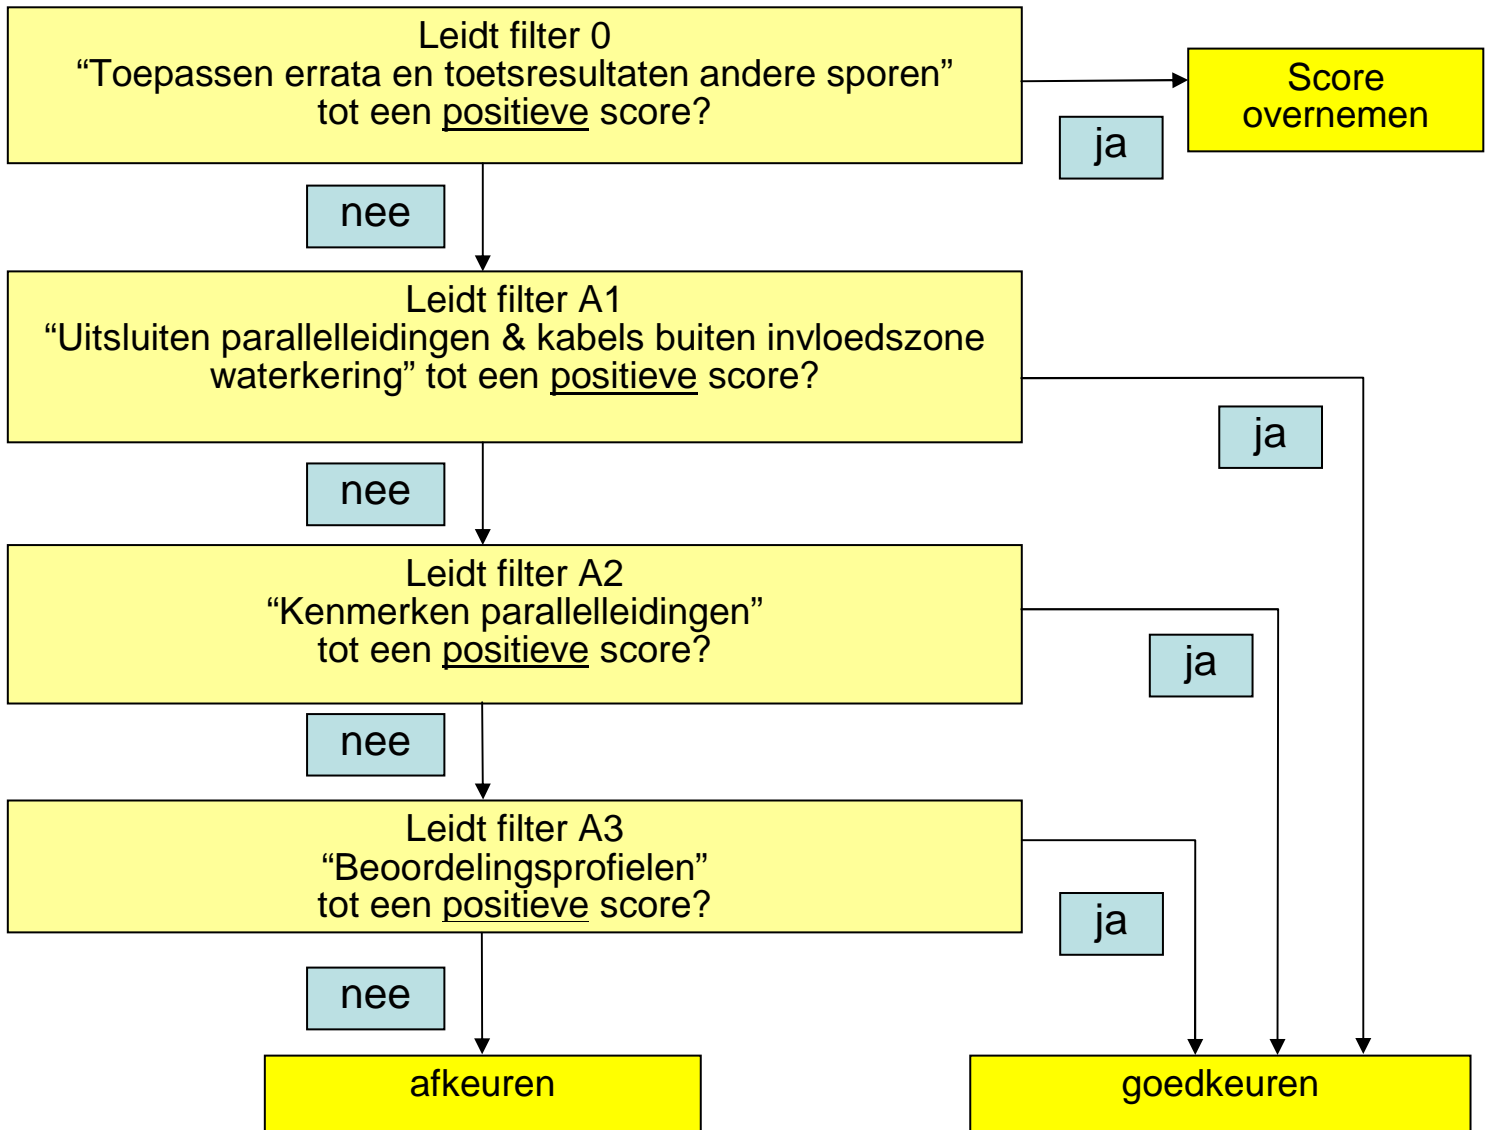 Leidt filter 0
“Toepassen errata en toetsresultaten andere sporen”
tot een positieve score?
Score
overnemen
ja
nee
Leidt filter A1
“Uitsluiten parallelleidingen & kabels buiten invloedszone
waterkering” tot een positieve score?
ja
nee
Leidt filter A2
“Kenmerken parallelleidingen”
tot een positieve score?
ja
nee
Leidt filter A3
“Beoordelingsprofielen”
tot een positieve score?
ja
nee
afkeuren
goedkeuren